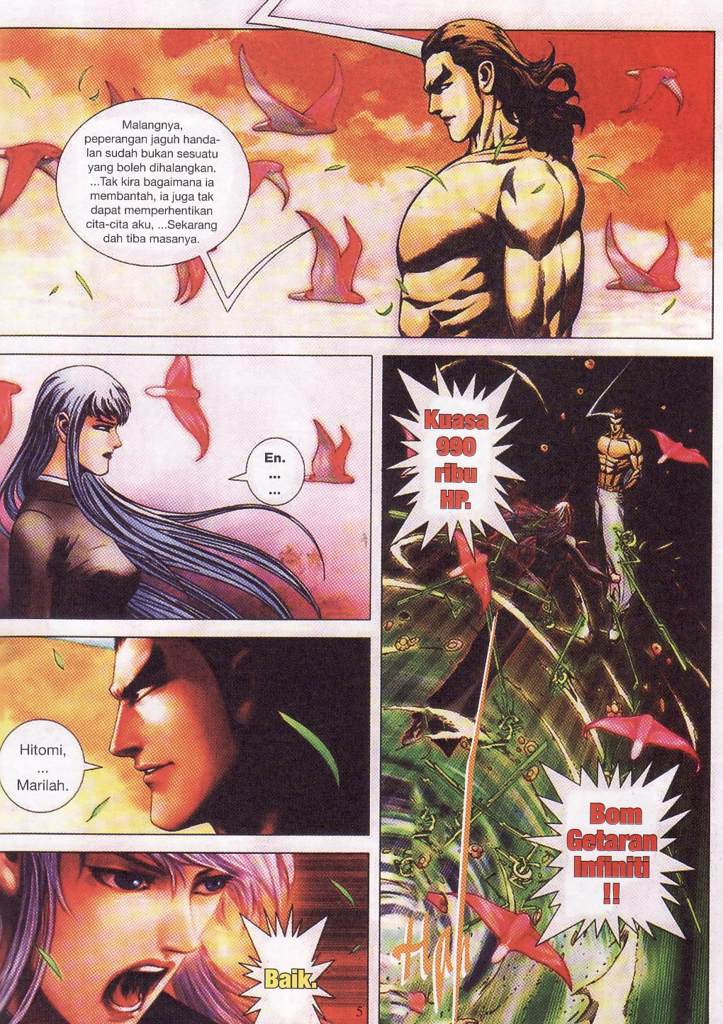 Malangnya,
peperangan jaguh handa-
lan sudah bukan sesuatu
yang boleh dihalangkan.
...Tak kira bagaimana ia
membantah, ia juga tak
dapat memperhentikan
cita-cita aku, ...Sekarang
dah tiba masanya.
En.
...
...
Hitomi,
...
Marilah.
Baik.
Kuasa
990
ribu
HP.
Bom
Getaran
Infiniti
!!
Hah
5